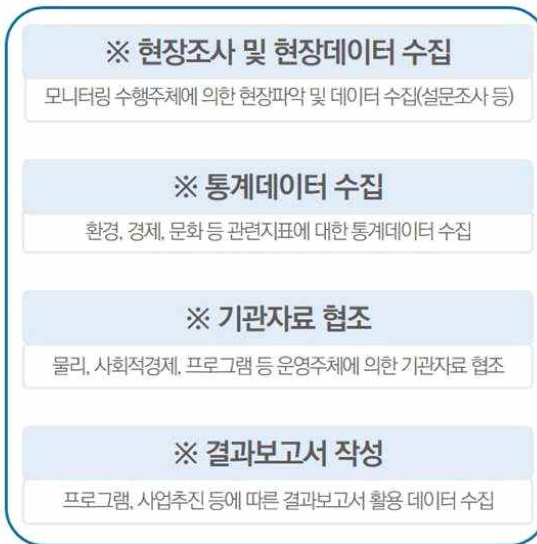 ※ 현장조사 및 현장데이터 수집
모니터링 수행주체에 의한 현장파악 및 데이터 수집(설문조사 등)
※ 통계데이터 수집
환경, 경제, 문화 등 관련지표에 대한 통계데이터 수집
※ 기관자료 협조
물리, 사회적경제, 프로그램 등 운영주체에 의한 기관자료 협조
※ 결과보고서 작성
프로그램, 사업추진 등에 따른 결과보고서 활용 데이터 수집